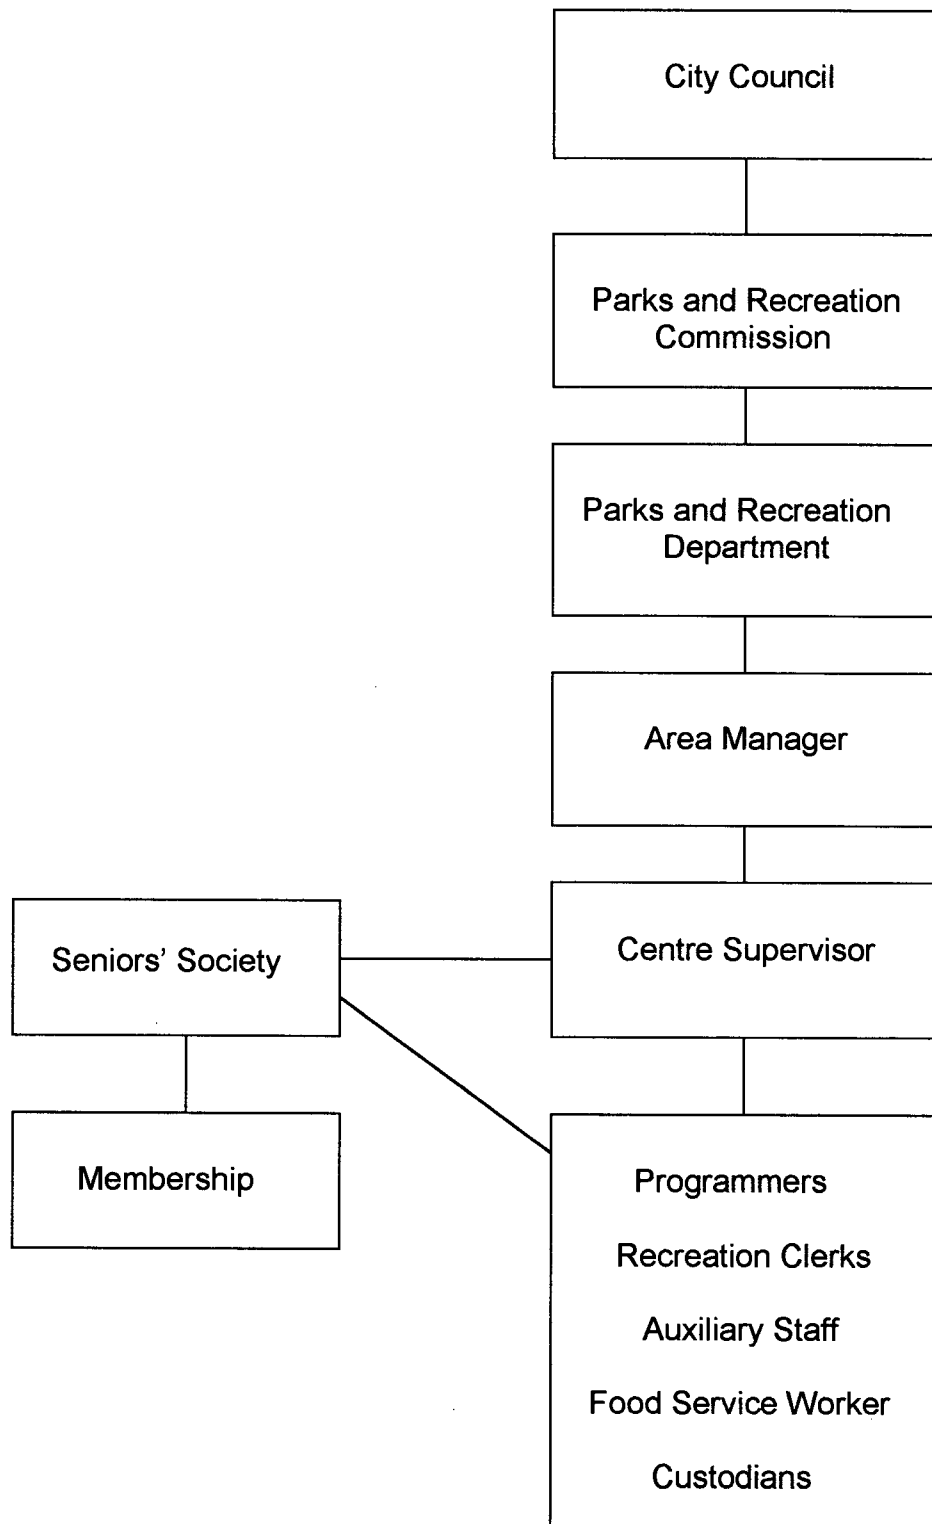 City Council
Parks and Recreation
Commission
Parks and Recreation
Department
Area Manager
Seniors' Society
Centre Supervisor
Membership
Programmers
Recreation Clerks
Auxiliary Staff
Food Service Worker
Custodians